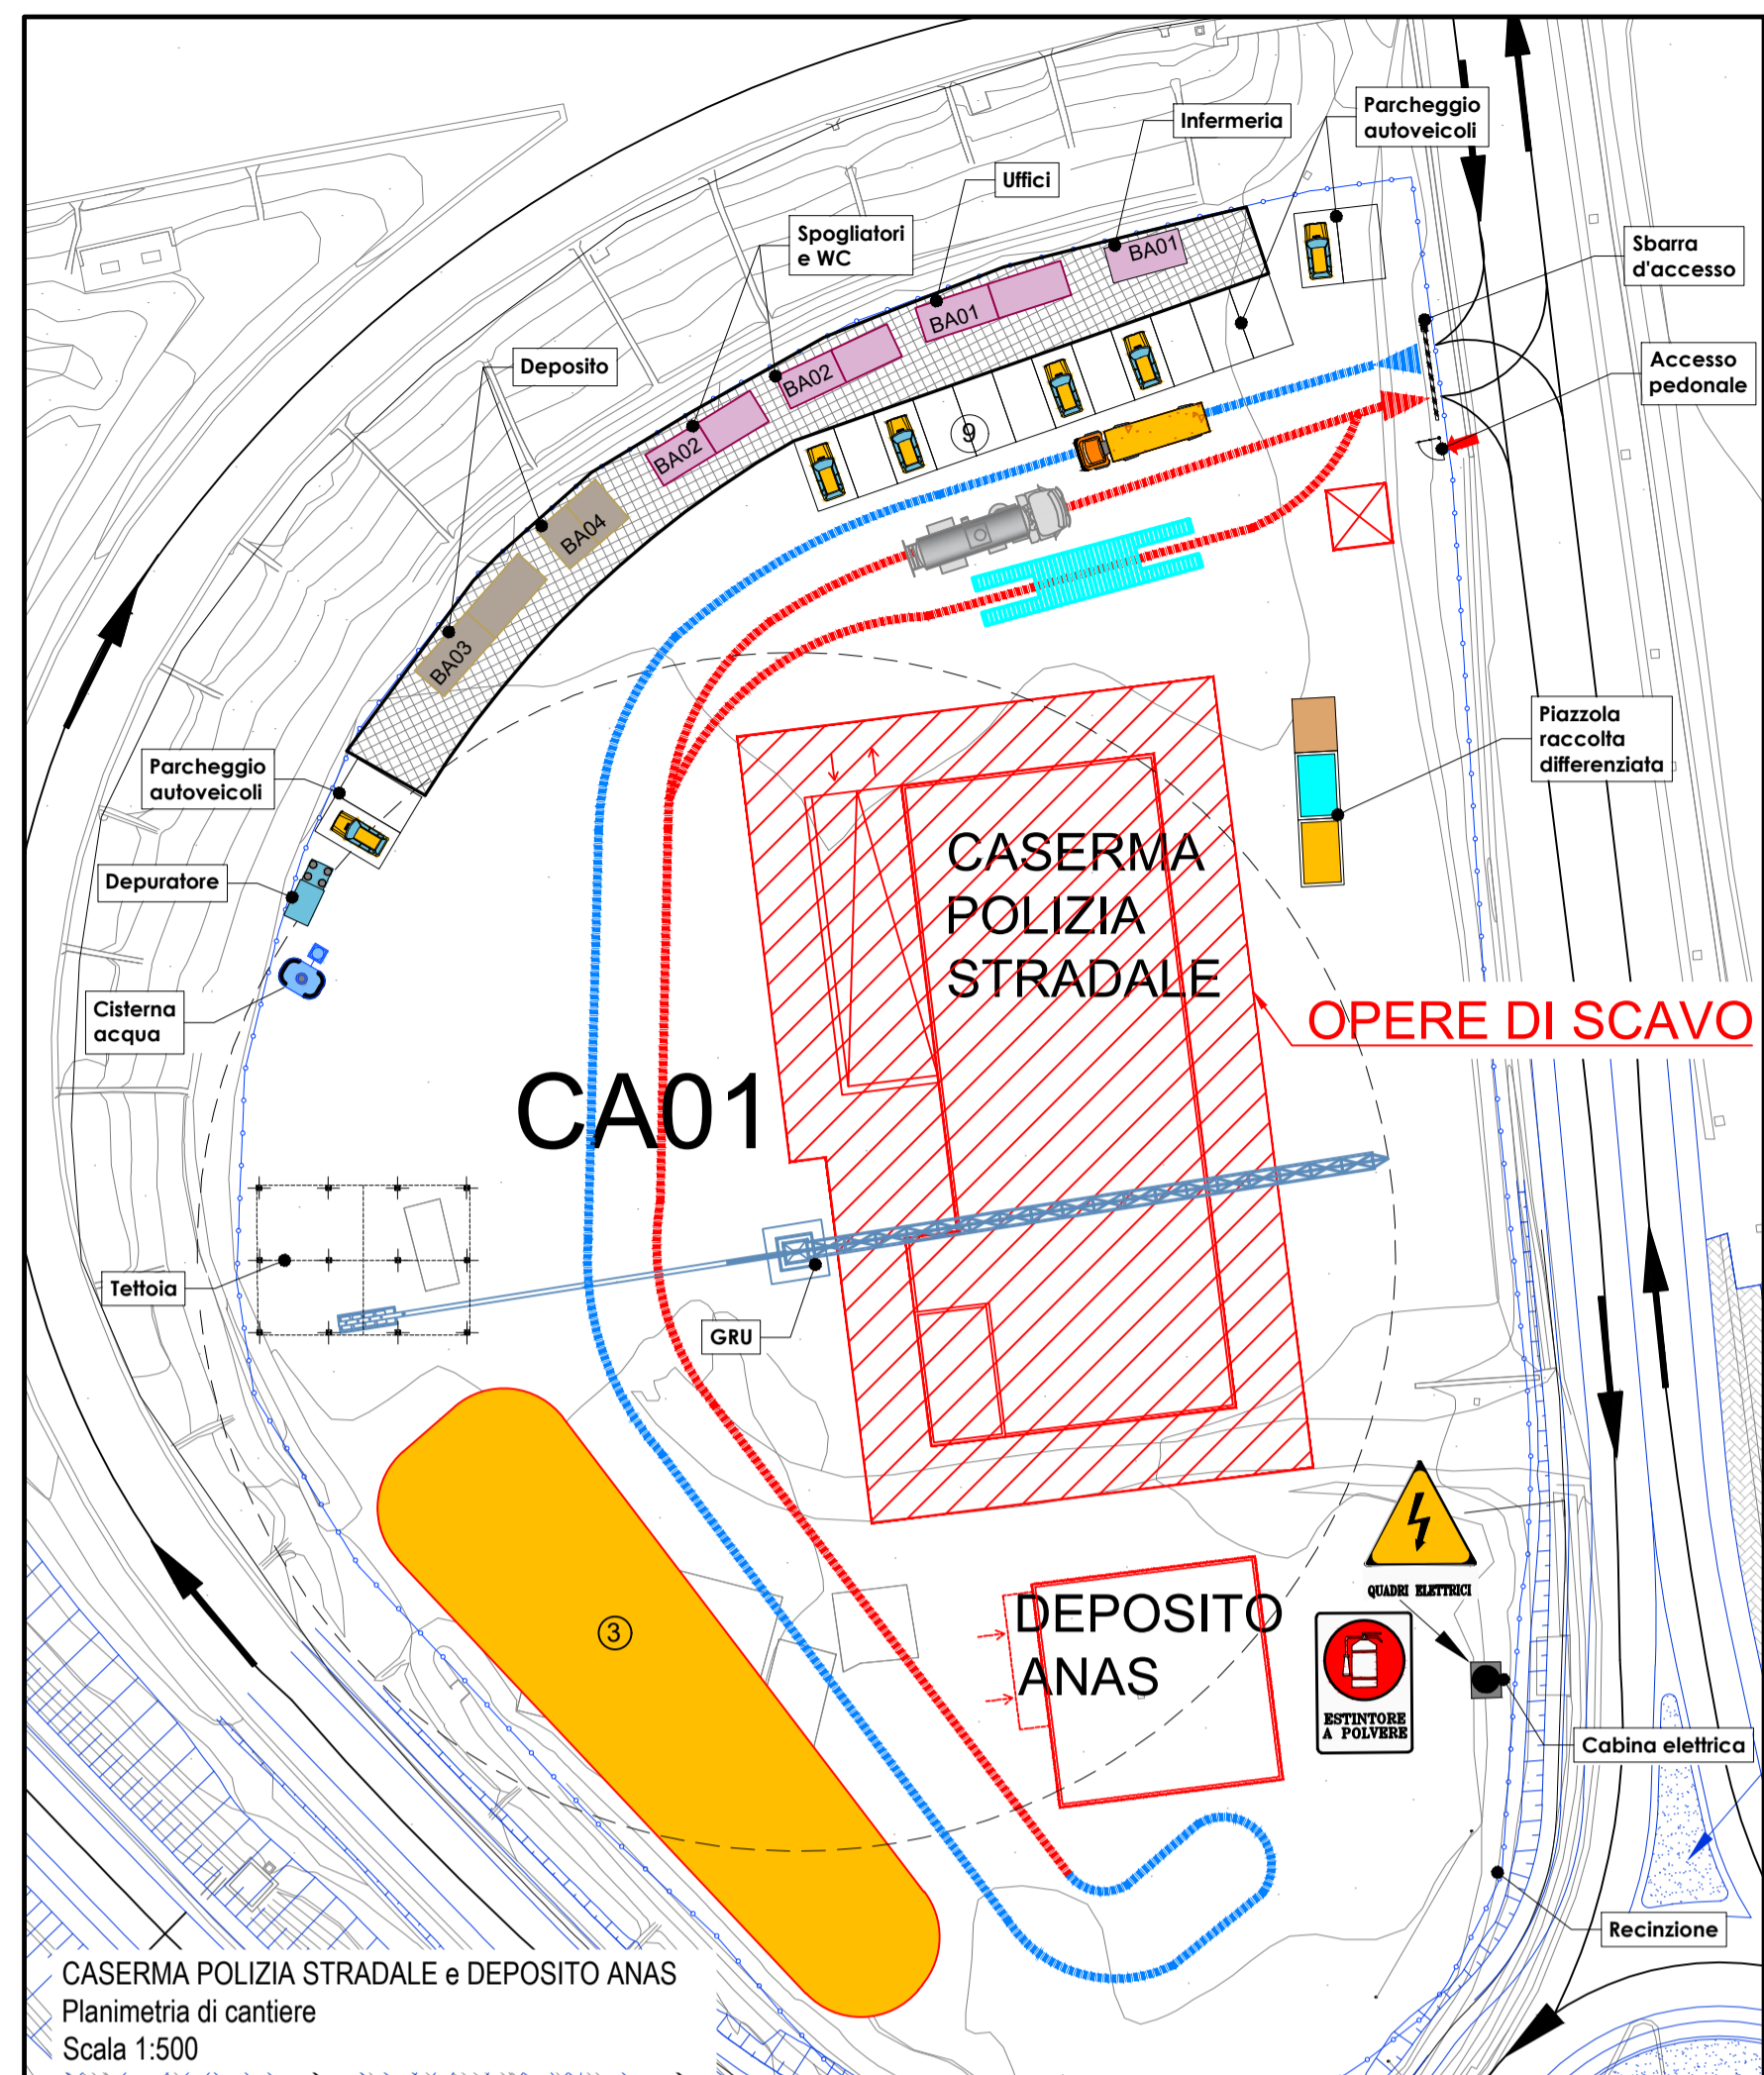 Infermeria
Parcheggio
autoveicoli
Uffici
Spogliatori
e WC
Sbarra
d'accesso
BA01
Deposito
BA01
Accesso
pedonale
BA02
9
BA02
BA04
BA03
Piazzola
raccolta
differenziata
Parcheggio
autoveicoli
Depuratore
CASERMA
POLIZIA
STRADALE
Cisterna
acqua
OPERE DI SCAVO
CA01
Tettoia
GRU
QUADRI ELETTRICI
3
DEPOSITO
ANAS
ESTINTORE
A POLVERE
Cabina elettrica
Recinzione
CASERMA POLIZIA STRADALE e DEPOSITO ANAS
Planimetria di cantiere
Scala 1:500